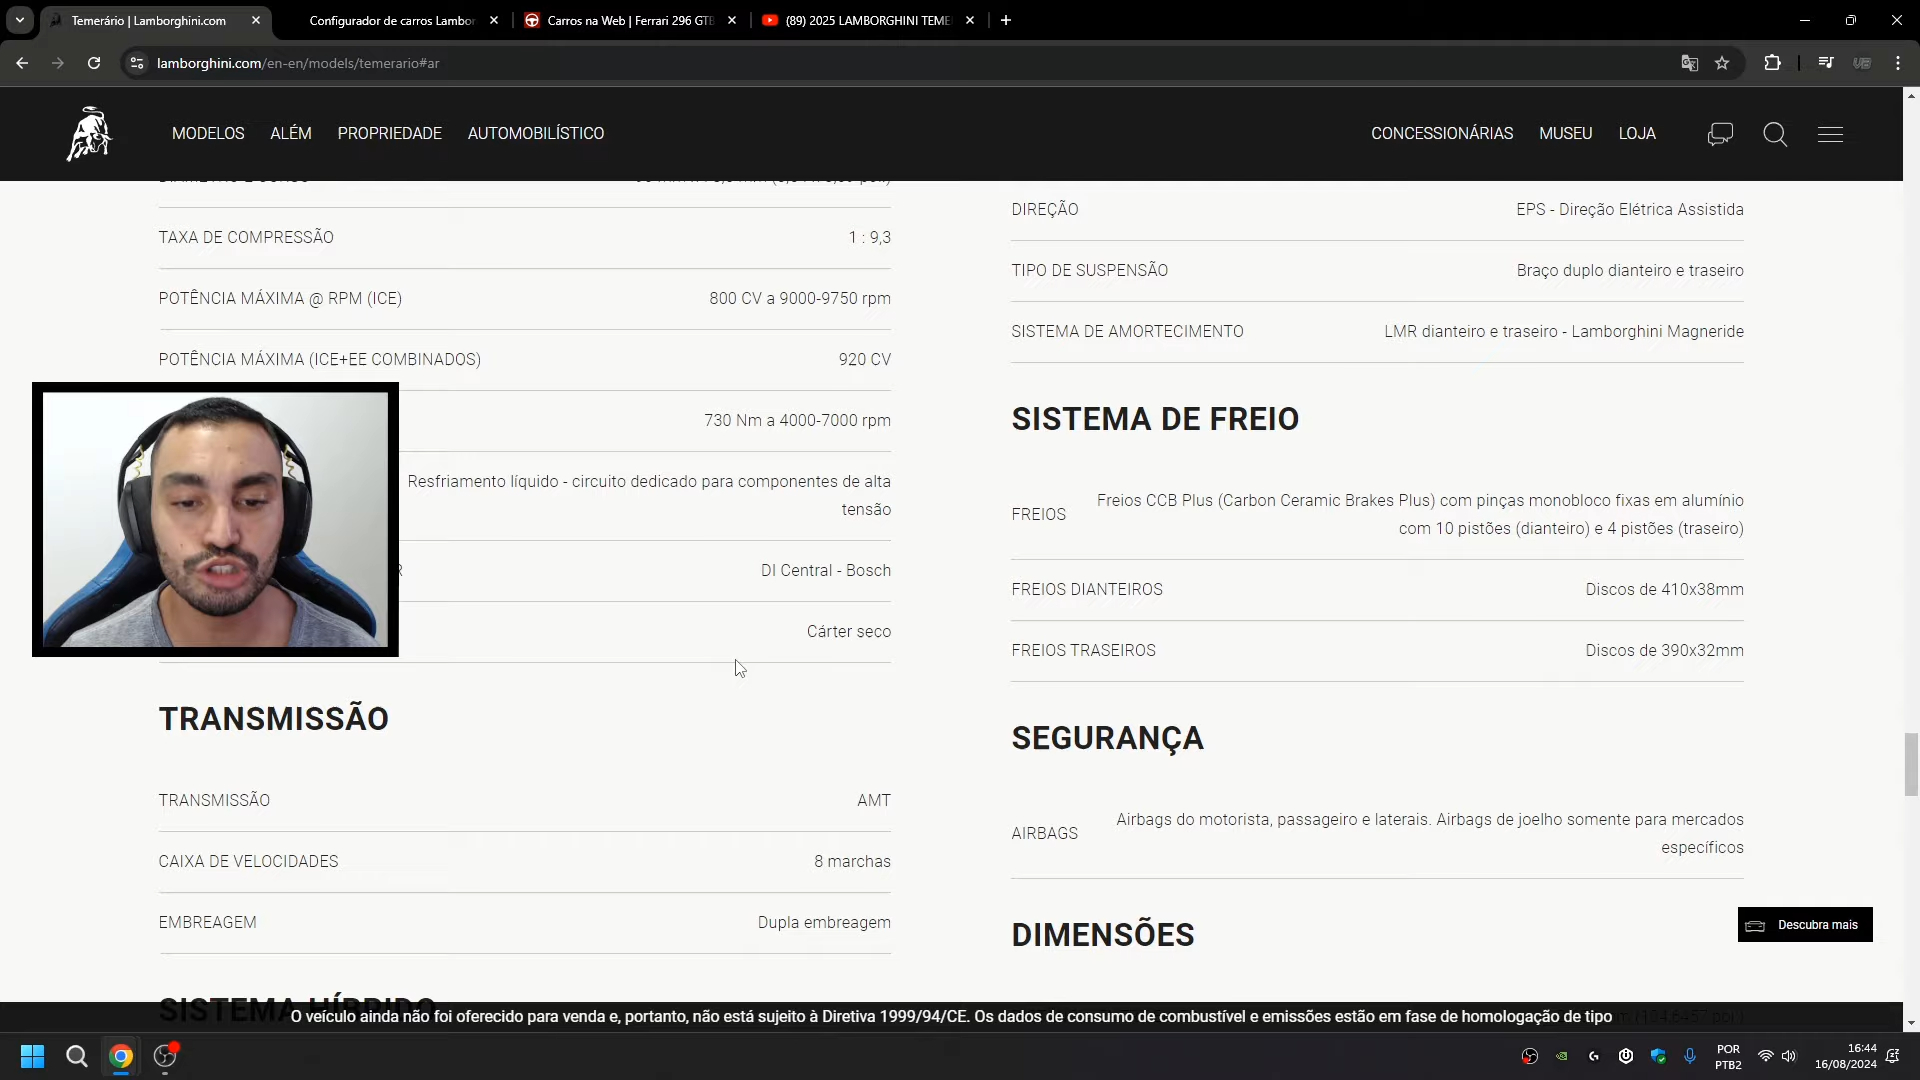 Temerário | Lamborghini.com
Configurador de carros Lambor
Carros na Web | Ferrari 296 GTB
(89) 2025 LAMBORGHINI TEME
lamborghini.com/en-en/models/temerario#ar
MODELOS ALÉM PROPRIEDADE AUTOMOBILÍSTICO
CONCESSIONÁRIAS MUSEU LOJA
TAXA DE COMPRESSÃO 1 : 9,3
POTÊNCIA MÁXIMA @ RPM (ICE) 800 CV a 9000-9750 rpm
POTÊNCIA MÁXIMA (ICE+EE COMBINADOS) 920 CV
730 Nm a 4000-7000 rpm
Resfriamento líquido - circuito dedicado para componentes de alta
tensão
R DI Central - Bosch
Cárter seco
TRANSMISSÃO
TRANSMISSÃO AMT
CAIXA DE VELOCIDADES 8 marchas
EMBREAGEM Dupla embreagem
SISTEMA HÍBRIDO
DIREÇÃO EPS - Direção Elétrica Assistida
TIPO DE SUSPENSÃO Braço duplo dianteiro e traseiro
SISTEMA DE AMORTECIMENTO LMR dianteiro e traseiro - Lamborghini Magneride
SISTEMA DE FREIO
FREIOS Freios CCB Plus (Carbon Ceramic Brakes Plus) com pinças monobloco fixas em alumínio
com 10 pistões (dianteiro) e 4 pistões (traseiro)
FREIOS DIANTEIROS Discos de 410x38mm
FREIOS TRASEIROS Discos de 390x32mm
SEGURANÇA
AIRBAGS Airbags do motorista, passageiro e laterais. Airbags de joelho somente para mercados
específicos
DIMENSÕES
Descubra mais
O veículo ainda não foi oferecido para venda e, portanto, não está sujeito à Diretiva 1999/94/CE. Os dados de consumo de combustível e emissões estão em fase de homologação de tipo
POR
PTB2
16:44
16/08/2024